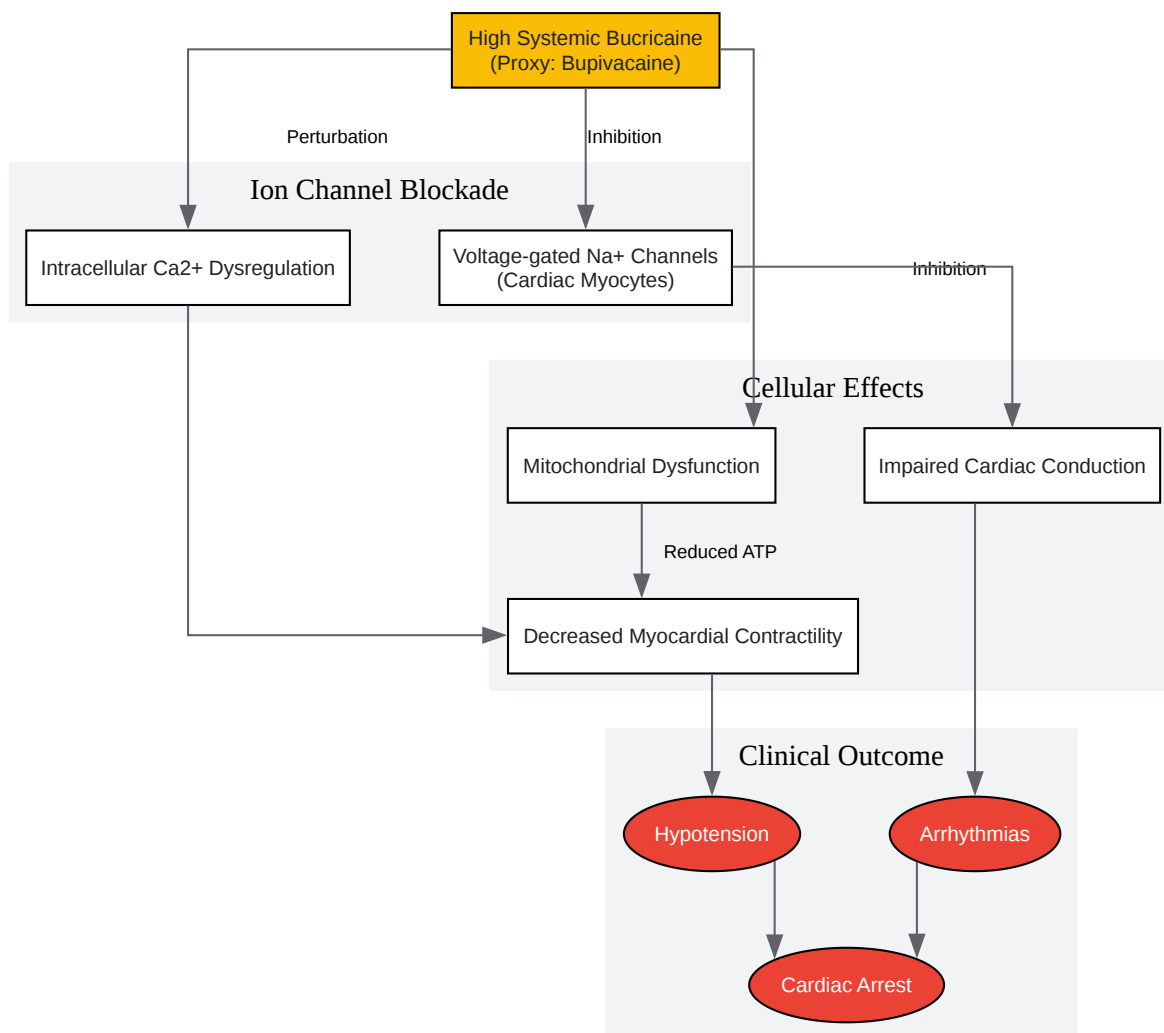 High Systemic Bucricaine
(Proxy: Bupivacaine)
Perturbation
Inhibition
Ion Channel Blockade
Intracellular Ca2+ Dysregulation
Voltage-gated Na+ Channels
(Cardiac Myocytes)
Inhibition
Cellular Effects
Mitochondrial Dysfunction
Impaired Cardiac Conduction
Reduced ATP
Decreased Myocardial Contractility
Clinical Outcome
Hypotension
Arrhythmias
Cardiac Arrest